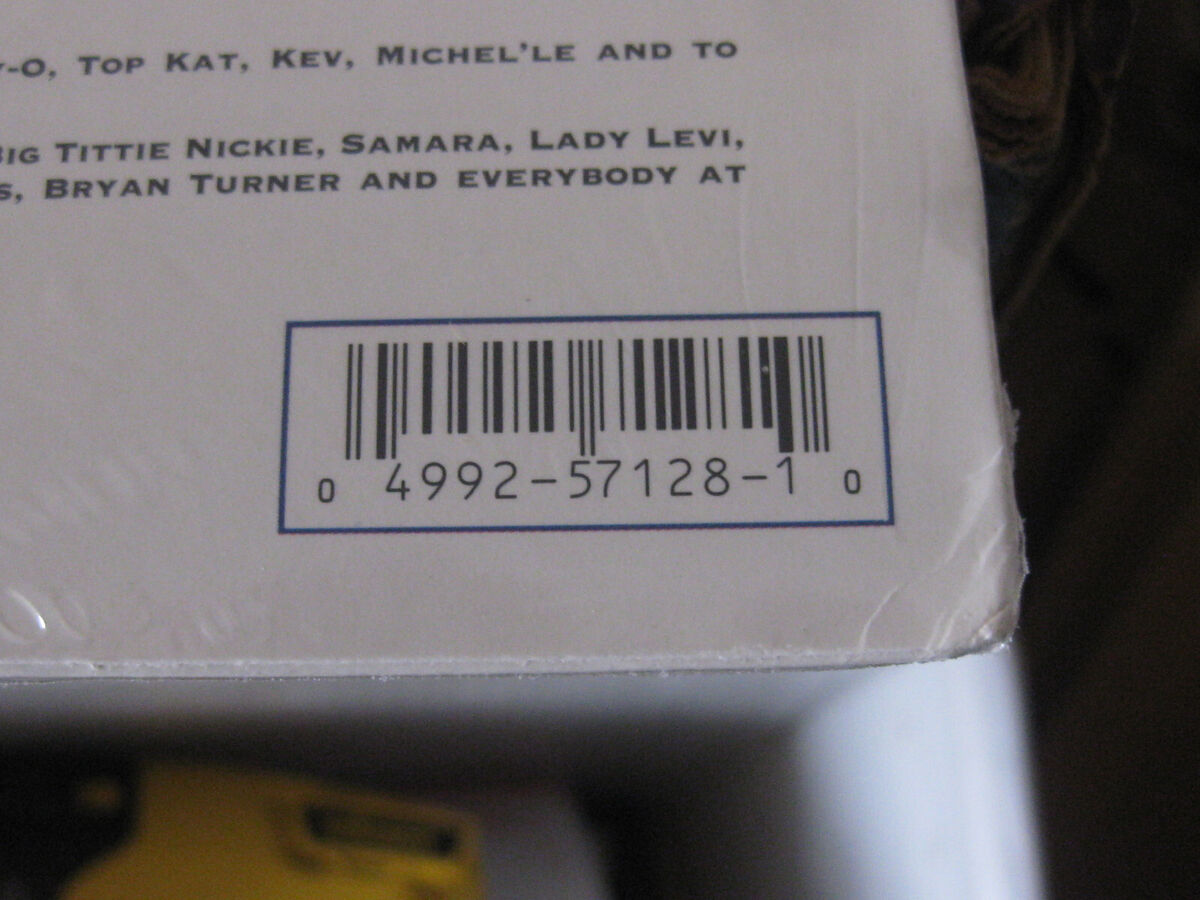 -O, TOP KAT, KEV, MICHEL'LE AND TO
BIG TITTIE NICKIE, SAMARA, LADY LEVI,
S, BRYAN TURNER AND EVERYBODY AT
0 4992-57128-1 0